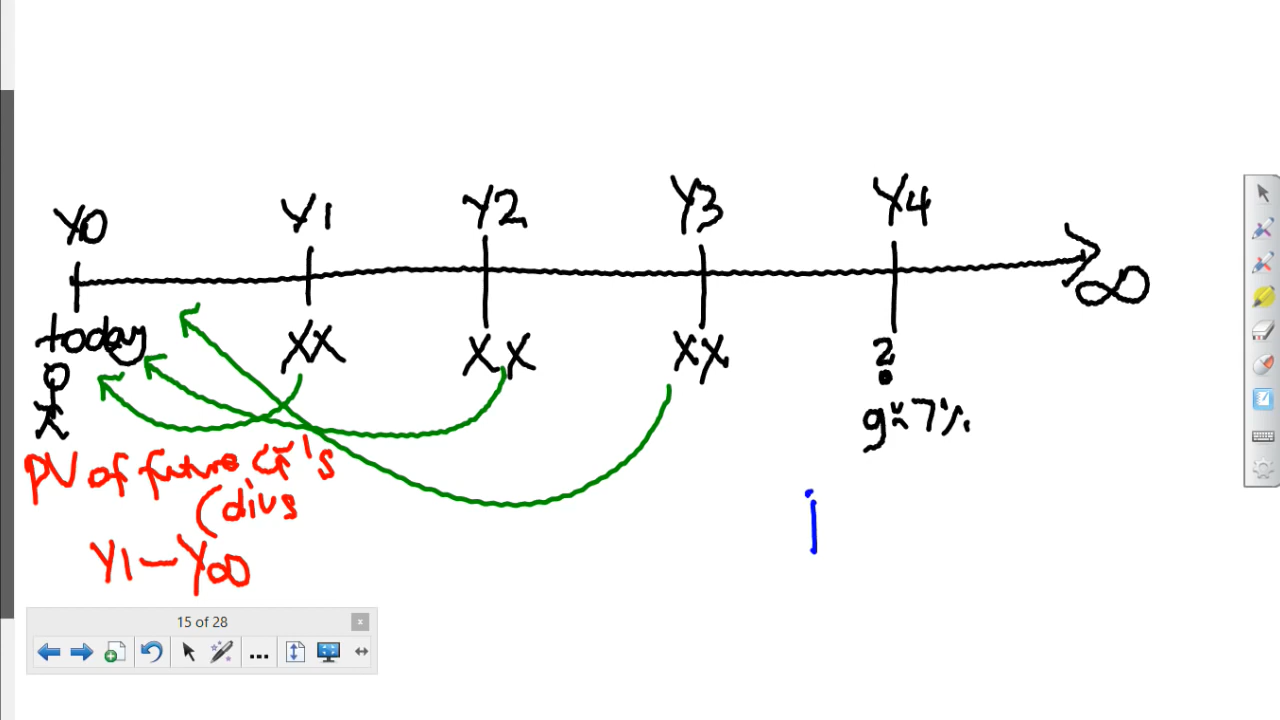 Y0 Y1 Y2 Y3 Y4
∞
today XX XX XX ?
g = 7%
PV of future CF's
(divs
Y1 – Y∞
15 of 28
...